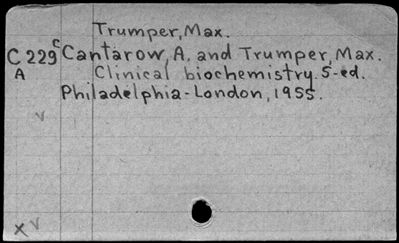 Trumper, Max.
C 229 c Cantarow, A. and Trumper, Max.
A Clinical biochemistry. 5-ed.
Philadelphia-London, 1955.
v
x v